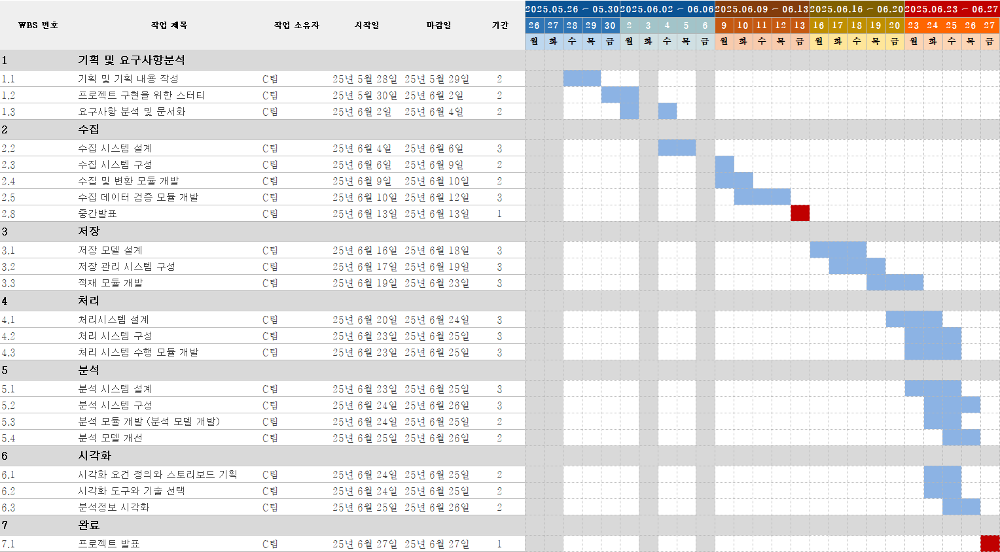 2025.05.26 - 05.30 2025.06.02 - 06.06 2025.06.09 - 06.13 2025.06.16 - 06.20 2025.06.23 - 06.27
WBS 번호 작업 제목 작업 소유자 시작일 마감일 기간 26 27 28 29 30 2 3 4 5 6 9 10 11 12 13 16 17 18 19 20 23 24 25 26 27
월 화 수 목 금 월 화 수 목 금 월 화 수 목 금 월 화 수 목 금 월 화 수 목 금
1 기획 및 요구사항분석
1.1 기획 및 기획 내용 작성 C팀 25년 5월 28일 25년 5월 29일 2
1.2 프로젝트 구현을 위한 스터티 C팀 25년 5월 30일 25년 6월 2일 2
1.3 요구사항 분석 및 문서화 C팀 25년 6월 2일 25년 6월 4일 2
2 수집
2.2 수집 시스템 설계 C팀 25년 6월 4일 25년 6월 6일 3
2.3 수집 시스템 구성 C팀 25년 6월 6일 25년 6월 9일 2
2.4 수집 및 변환 모듈 개발 C팀 25년 6월 9일 25년 6월 10일 2
2.5 수집 데이터 검증 모듈 개발 C팀 25년 6월 10일 25년 6월 12일 3
2.8 중간발표 C팀 25년 6월 13일 25년 6월 13일 1
3 저장
3.1 저장 모델 설계 C팀 25년 6월 16일 25년 6월 18일 3
3.2 저장 관리 시스템 구성 C팀 25년 6월 17일 25년 6월 19일 3
3.3 적재 모듈 개발 C팀 25년 6월 19일 25년 6월 23일 3
4 처리
4.1 처리시스템 설계 C팀 25년 6월 20일 25년 6월 24일 3
4.2 처리 시스템 구성 C팀 25년 6월 23일 25년 6월 25일 3
4.3 처리 시스템 수행 모듈 개발 C팀 25년 6월 23일 25년 6월 25일 3
5 분석
5.1 분석 시스템 설계 C팀 25년 6월 23일 25년 6월 25일 3
5.2 분석 시스템 구성 C팀 25년 6월 24일 25년 6월 26일 3
5.3 분석 모듈 개발 (분석 모델 개발) C팀 25년 6월 24일 25년 6월 25일 2
5.4 분석 모델 개선 C팀 25년 6월 25일 25년 6월 26일 2
6 시각화
6.1 시각화 요건 정의와 스토리보드 기획 C팀 25년 6월 24일 25년 6월 25일 2
6.2 시각화 도구와 기술 선택 C팀 25년 6월 24일 25년 6월 25일 2
6.3 분석정보 시각화 C팀 25년 6월 25일 25년 6월 26일 2
7 완료
7.1 프로젝트 발표 C팀 25년 6월 27일 25년 6월 27일 1